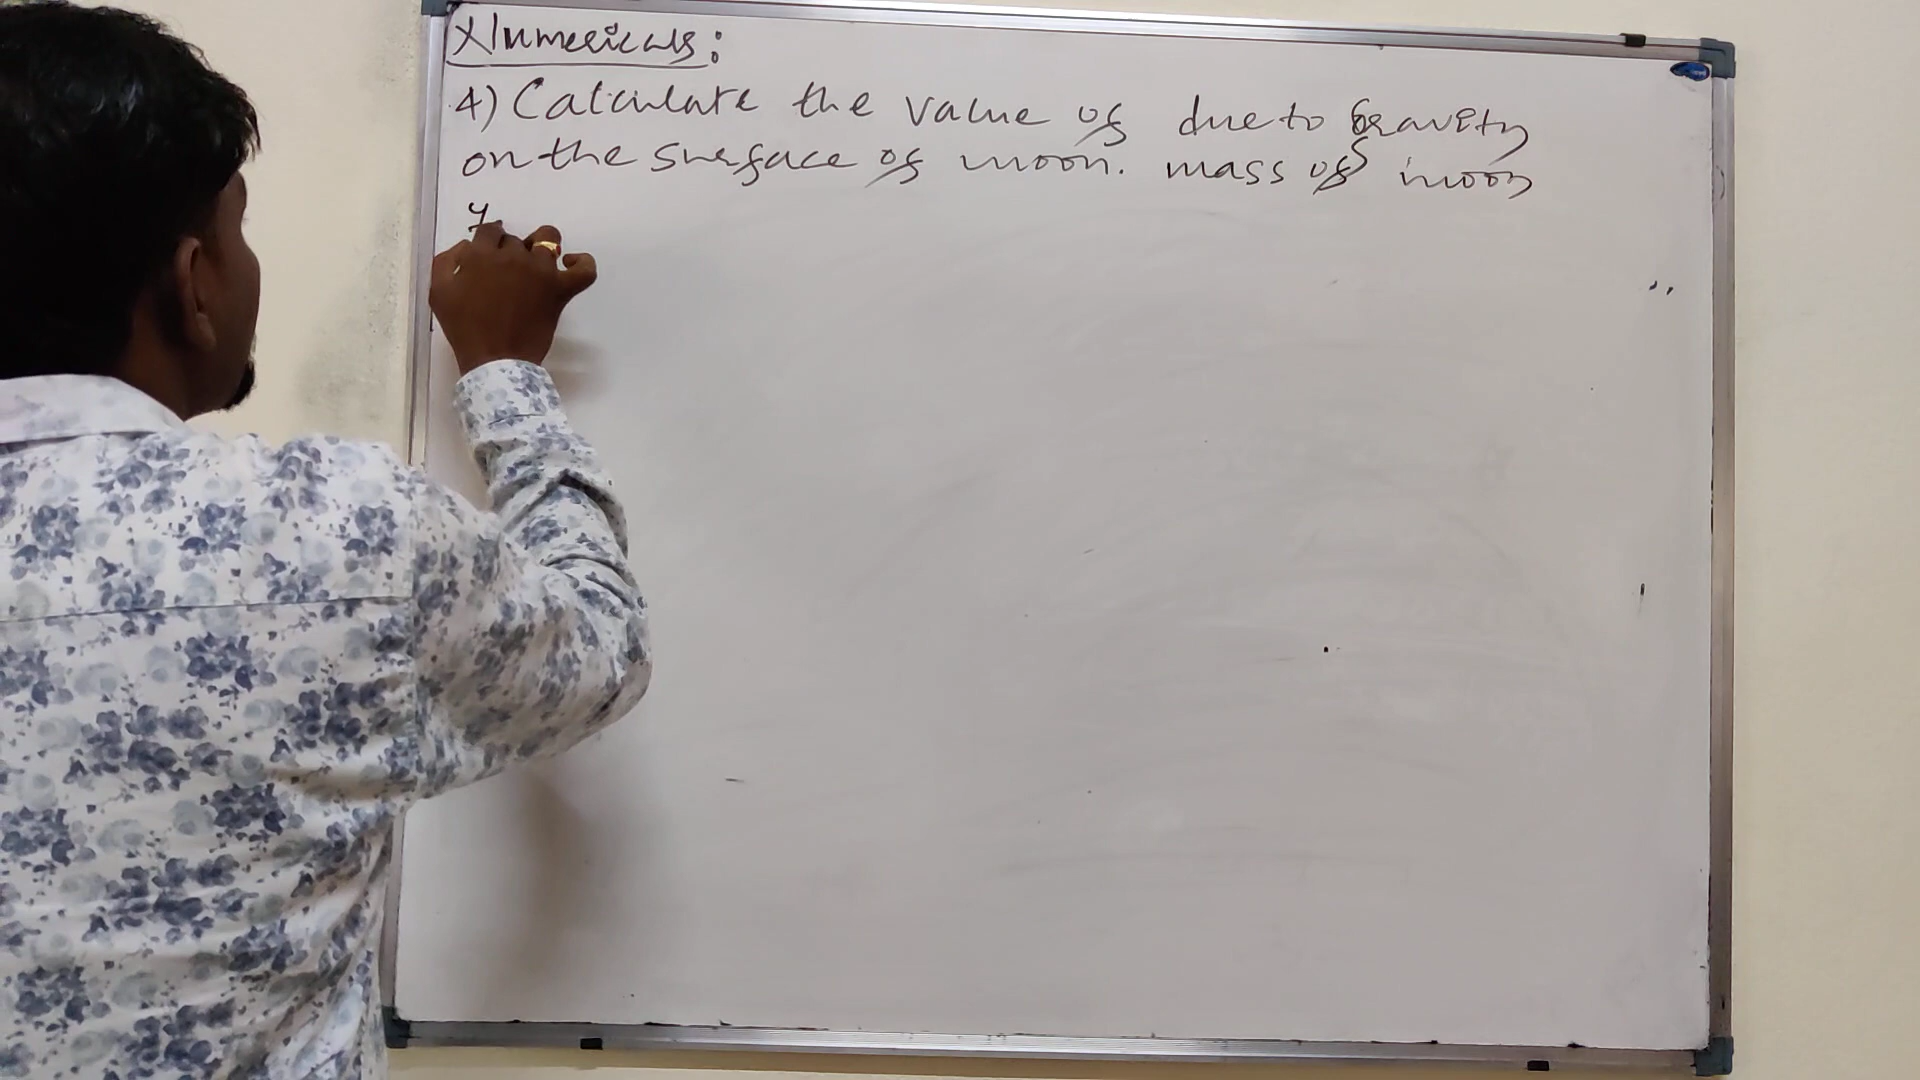 Numericals:
4) Calculate the value of due to Gravity
on the surface of moon. mass of moon